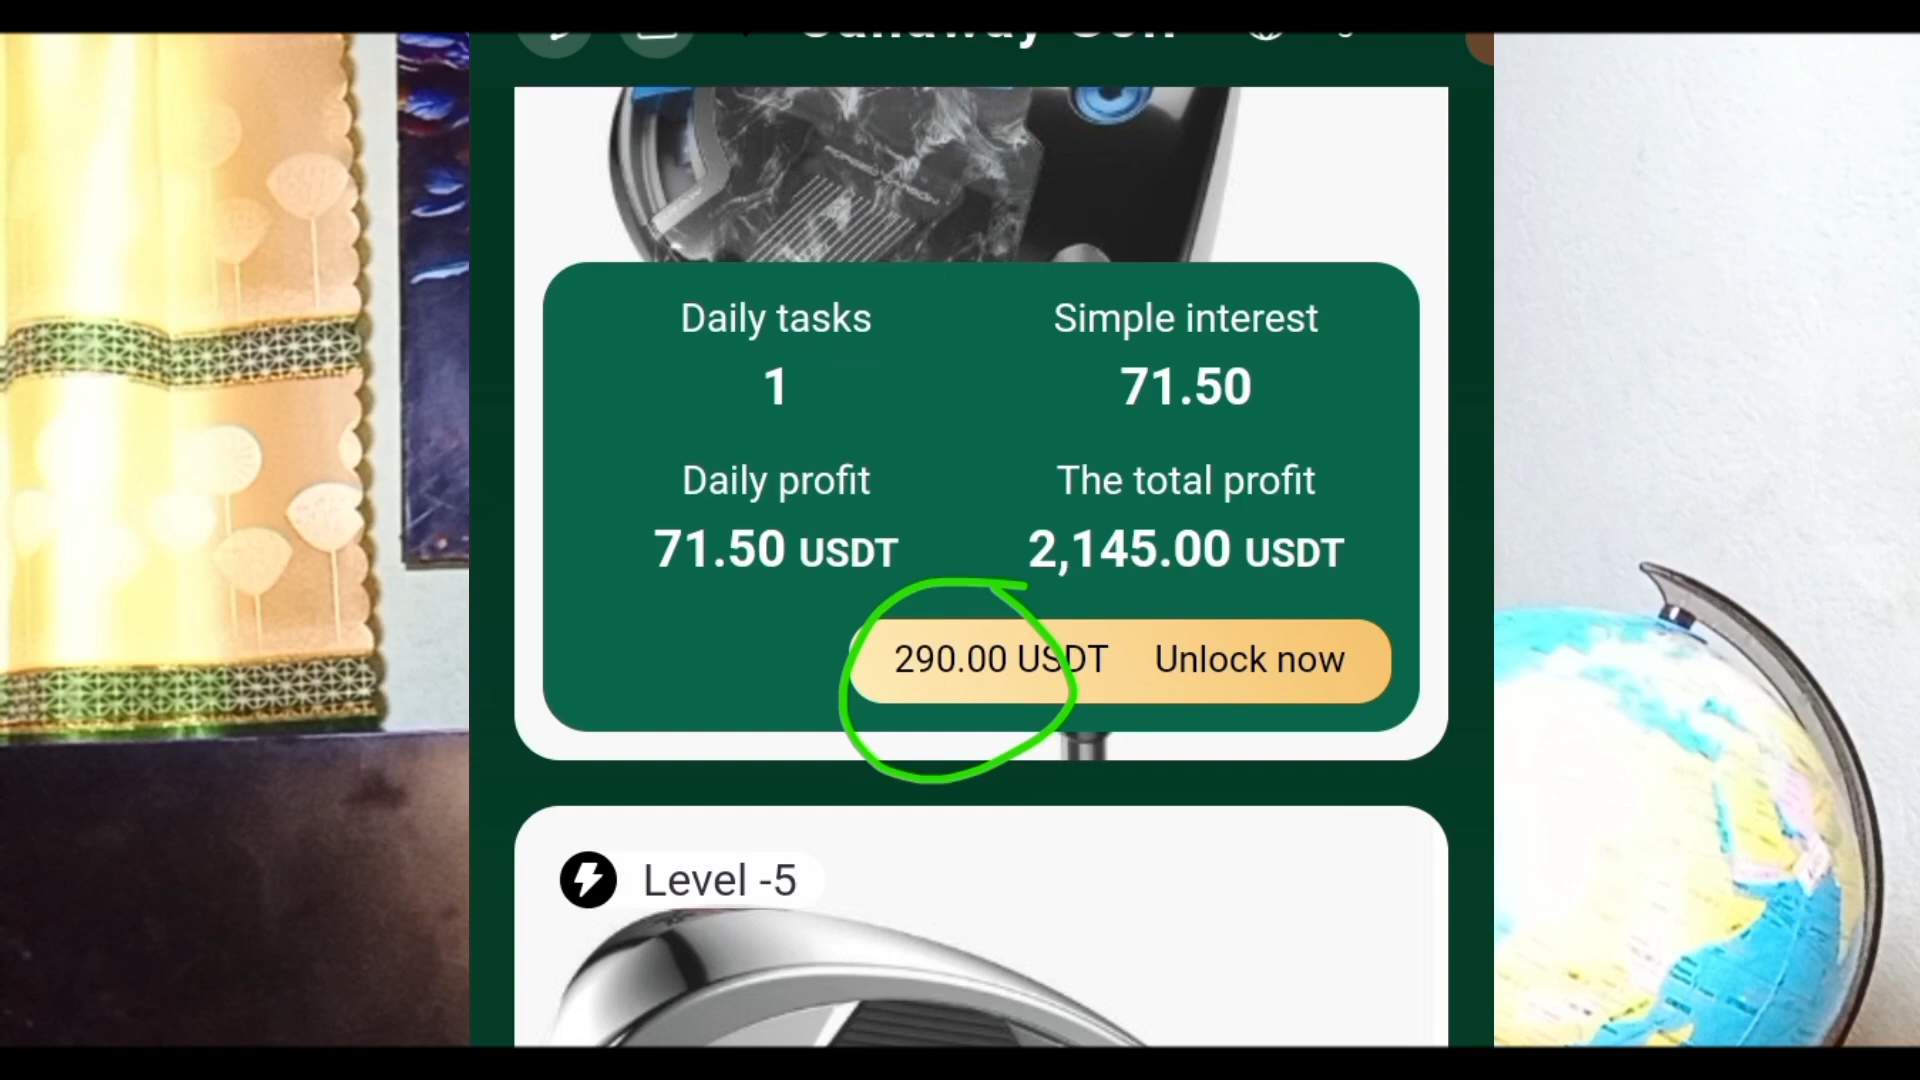 Daily tasks
Simple interest
1
71.50
Daily profit
The total profit
71.50 USDT
2,145.00 USDT
290.00 USDT Unlock now
Level -5